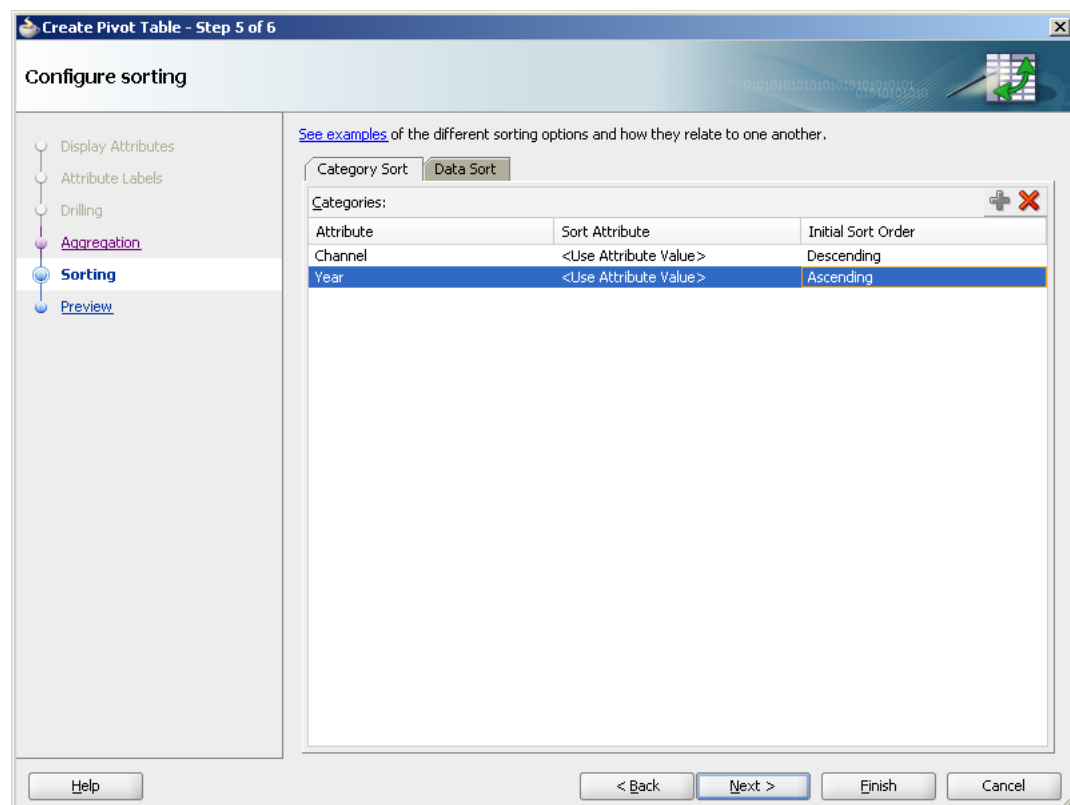 Create Pivot Table - Step 5 of 6
Configure sorting
Display Attributes
Attribute Labels
Drilling
Aggregation
Sorting
Preview
See examples of the different sorting options and how they relate to one another.
Category Sort Data Sort
Categories:
Attribute Sort Attribute Initial Sort Order
Channel <Use Attribute Value> Descending
Year <Use Attribute Value> Ascending
Help < Back Next > Finish Cancel